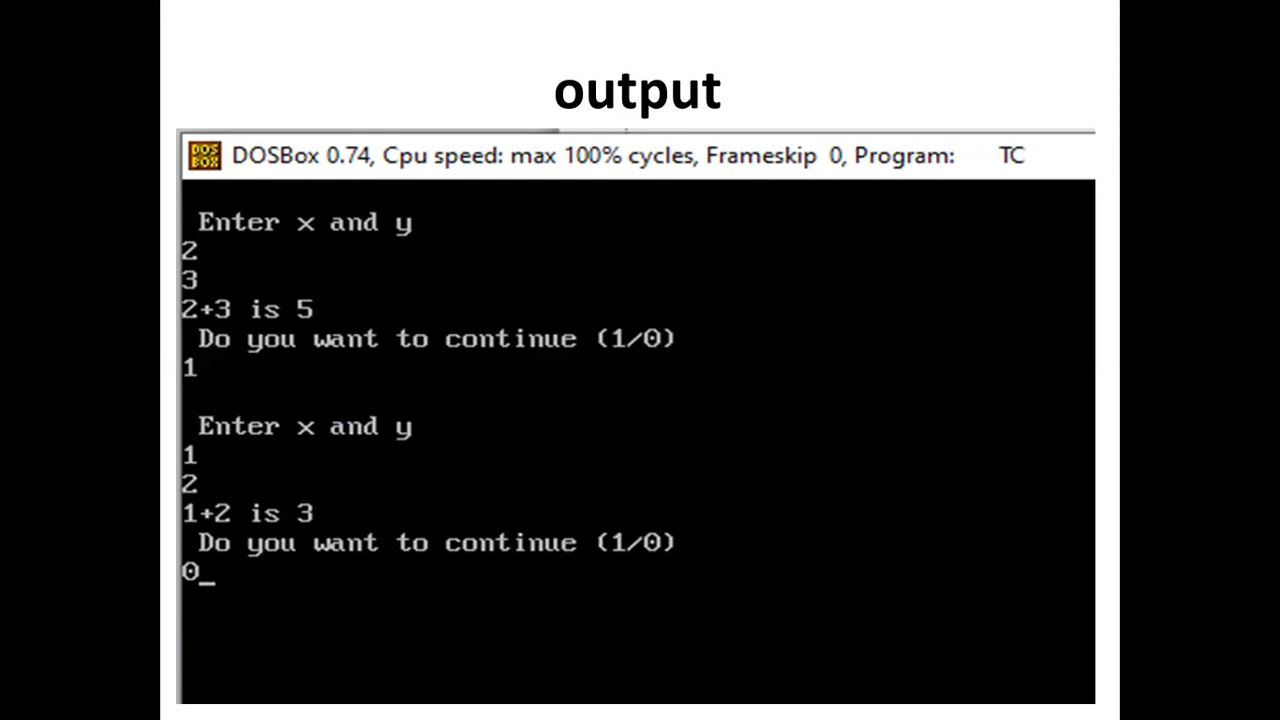 output
DOS
BOX
DOSBox 0.74, Cpu speed: max 100% cycles, Frameskip 0, Program: TC
Enter x and y
2
3
2+3 is 5
Do you want to continue (1/0)
1
Enter x and y
1
2
1+2 is 3
Do you want to continue (1/0)
0_